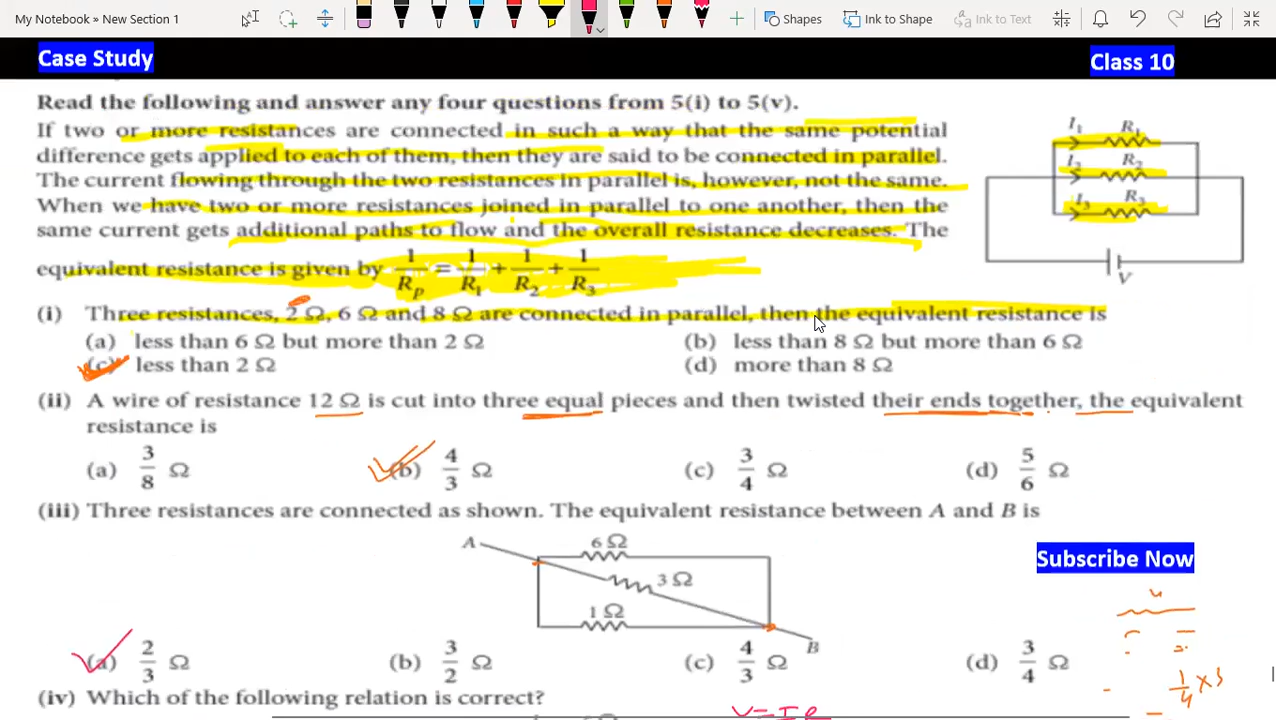 My Notebook » New Section 1
Shapes
Ink to Shape
Ink to Text
Case Study
Class 10
Read the following and answer any four questions from 5(i) to 5(v).
If two or more resistances are connected in such a way that the same potential
difference gets applied to each of them, then they are said to be connected in parallel.
The current flowing through the two resistances in parallel is, however, not the same.
When we have two or more resistances joined in parallel to one another, then the
same current gets additional paths to flow and the overall resistance decreases. The
equivalent resistance is given by 1/Rp = 1/R1 + 1/R2 + 1/R3
I1 R1
I2 R2
I3 R3
V
(i) Three resistances, 2 Ω, 6 Ω and 8 Ω are connected in parallel, then the equivalent resistance is
(a) less than 6 Ω but more than 2 Ω (b) less than 8 Ω but more than 6 Ω
(c) less than 2 Ω (d) more than 8 Ω
(ii) A wire of resistance 12 Ω is cut into three equal pieces and then twisted their ends together, the equivalent
resistance is
(a) 3/8 Ω (b) 4/3 Ω (c) 3/4 Ω (d) 5/6 Ω
(iii) Three resistances are connected as shown. The equivalent resistance between A and B is
A 6 Ω
3 Ω
1 Ω
B
Subscribe Now
1/4 × 3
(a) 2/3 Ω (b) 3/2 Ω (c) 4/3 Ω (d) 3/4 Ω
(iv) Which of the following relation is correct?
V = IR